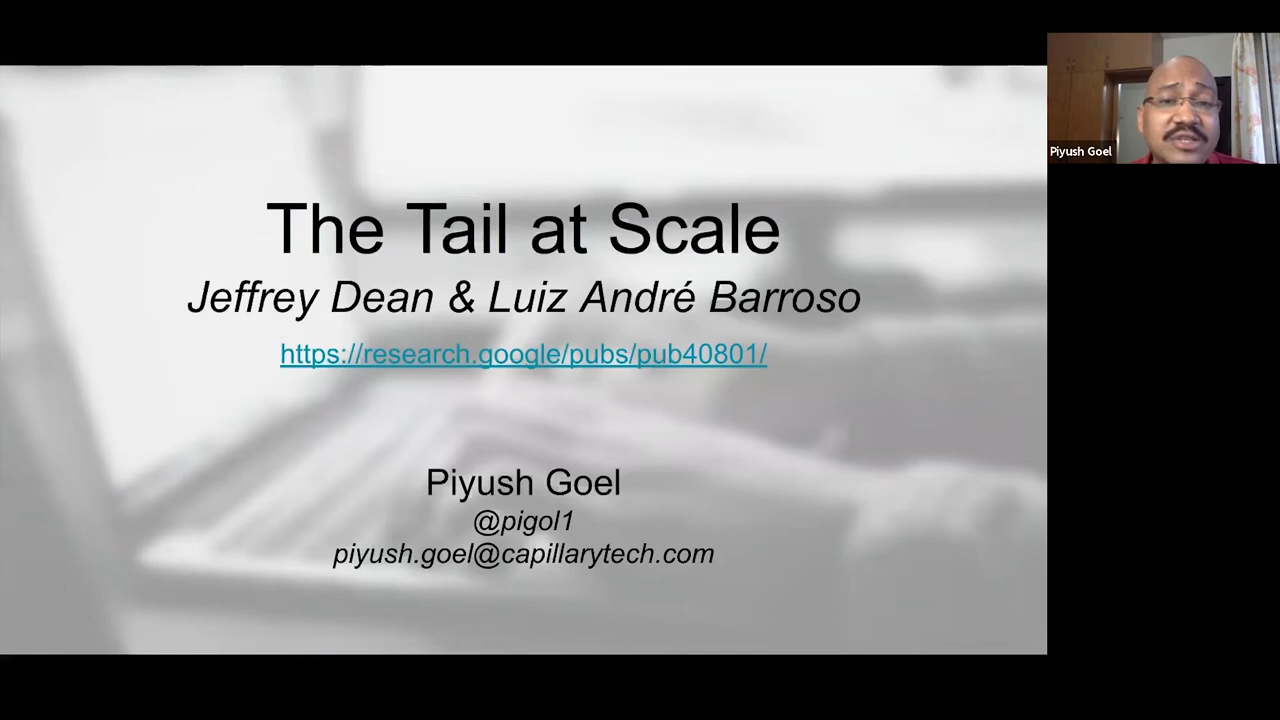 The Tail at Scale
Jeffrey Dean & Luiz André Barroso
https://research.google/pubs/pub40801/
Piyush Goel
@pigol1
piyush.goel@capillarytech.com
Piyush Goel